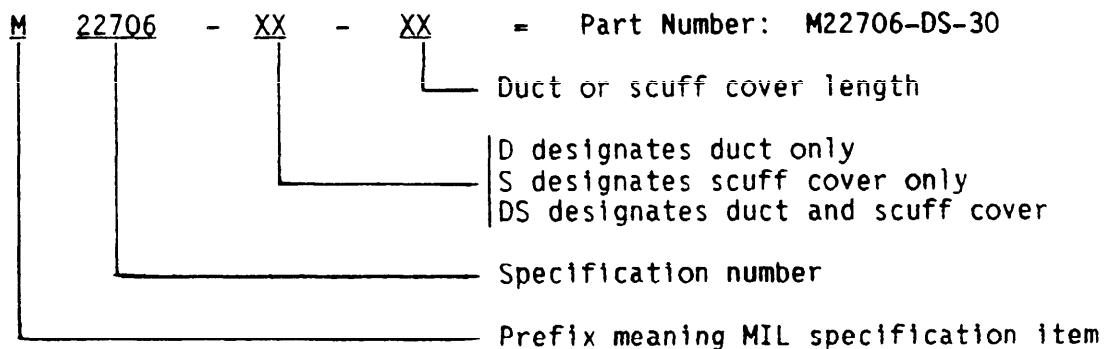 M 22706 - XX - XX = Part Number: M22706-DS-30
Duct or scuff cover length
D designates duct only
S designates scuff cover only
DS designates duct and scuff cover
Specification number
Prefix meaning MIL specification item